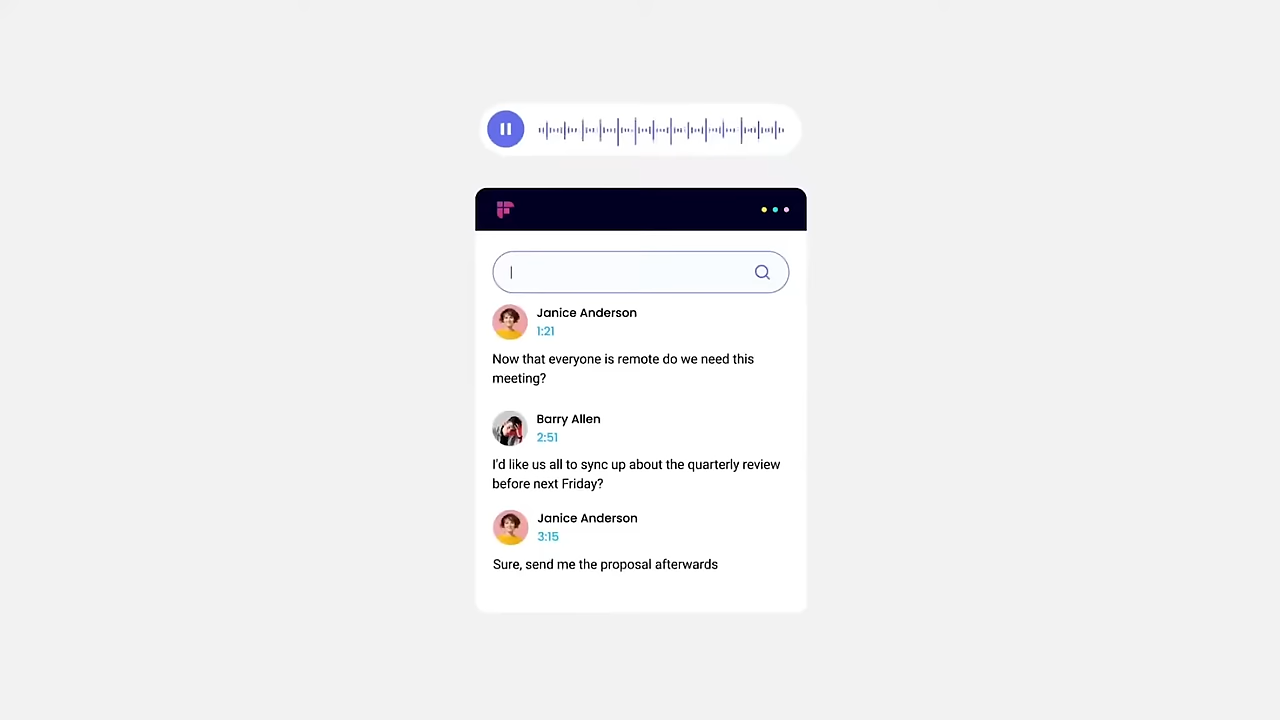 Janice Anderson
1:21
Now that everyone is remote do we need this
meeting?
Barry Allen
2:51
I'd like us all to sync up about the quarterly review
before next Friday?
Janice Anderson
3:15
Sure, send me the proposal afterwards